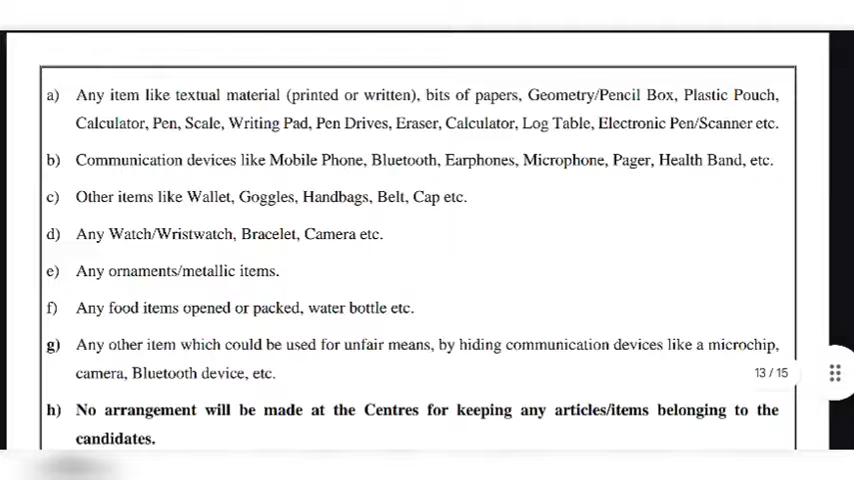 a) Any item like textual material (printed or written), bits of papers, Geometry/Pencil Box, Plastic Pouch,
Calculator, Pen, Scale, Writing Pad, Pen Drives, Eraser, Calculator, Log Table, Electronic Pen/Scanner etc.
b) Communication devices like Mobile Phone, Bluetooth, Earphones, Microphone, Pager, Health Band, etc.
c) Other items like Wallet, Goggles, Handbags, Belt, Cap etc.
d) Any Watch/Wristwatch, Bracelet, Camera etc.
e) Any ornaments/metallic items.
f) Any food items opened or packed, water bottle etc.
g) Any other item which could be used for unfair means, by hiding communication devices like a microchip,
camera, Bluetooth device, etc.
13 / 15
h) No arrangement will be made at the Centres for keeping any articles/items belonging to the
candidates.